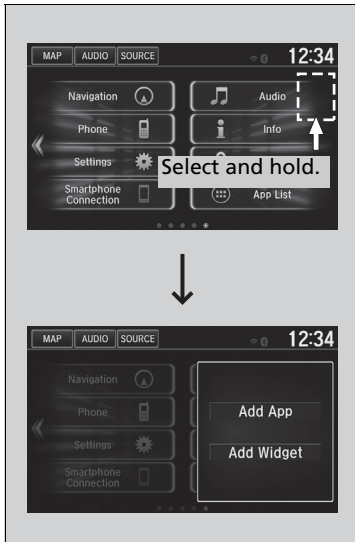 MAP AUDIO SOURCE 12:34
Navigation Audio
Phone Info
Settings
Select and hold.
Smartphone
Connection App List
MAP AUDIO SOURCE 12:34
Navigation
Phone Add App
Settings Add Widget
Smartphone
Connection